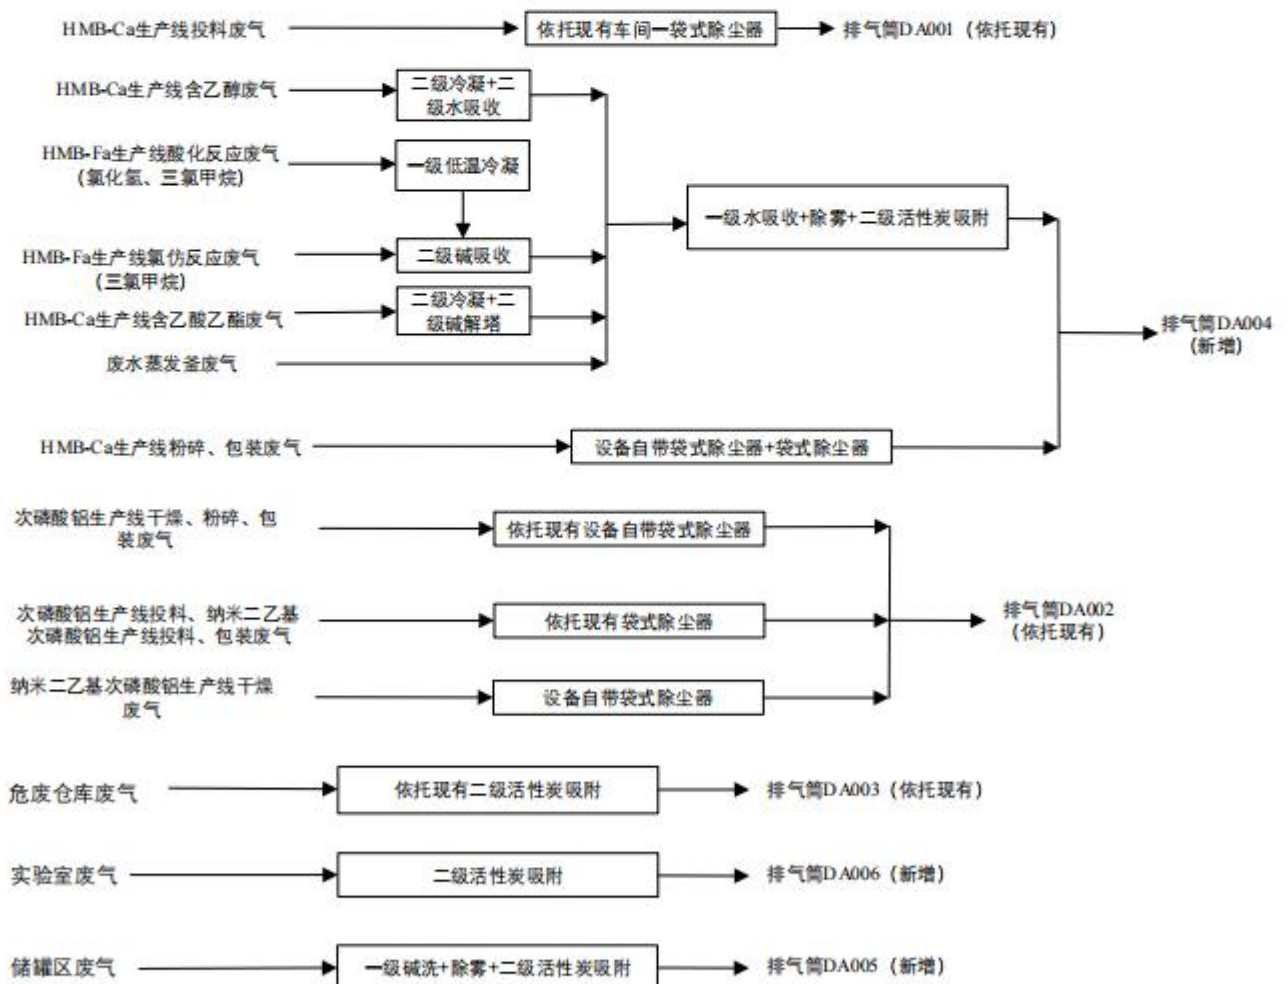 HMB-Ca生产线投料废气
依托现有车间一袋式除尘器
排气筒DA001（依托现有）
HMB-Ca生产线含乙醇废气
二级冷凝+二
级水吸收
HMB-Fa生产线酸化反应废气
（氯化氢、三氯甲烷）
一级低温冷凝
一级水吸收+除雾+二级活性炭吸附
HMB-Fa生产线氯仿反应废气
（三氯甲烷）
二级碱吸收
HMB-Ca生产线含乙酸乙酯废气
二级冷凝+二
级碱解塔
排气筒DA004
（新增）
废水蒸发釜废气
HMB-Ca生产线粉碎、包装废气
设备自带袋式除尘器+袋式除尘器
次磷酸铝生产线干燥、粉碎、包
装废气
依托现有设备自带袋式除尘器
次磷酸铝生产线投料、纳米二乙基
次磷酸铝生产线投料、包装废气
依托现有袋式除尘器
排气筒DA002
（依托现有）
纳米二乙基次磷酸铝生产线干燥
废气
设备自带袋式除尘器
危废仓库废气
依托现有二级活性炭吸附
排气筒DA003（依托现有）
实验室废气
二级活性炭吸附
排气筒DA006（新增）
储罐区废气
一级碱洗+除雾+二级活性炭吸附
排气筒DA005（新增）